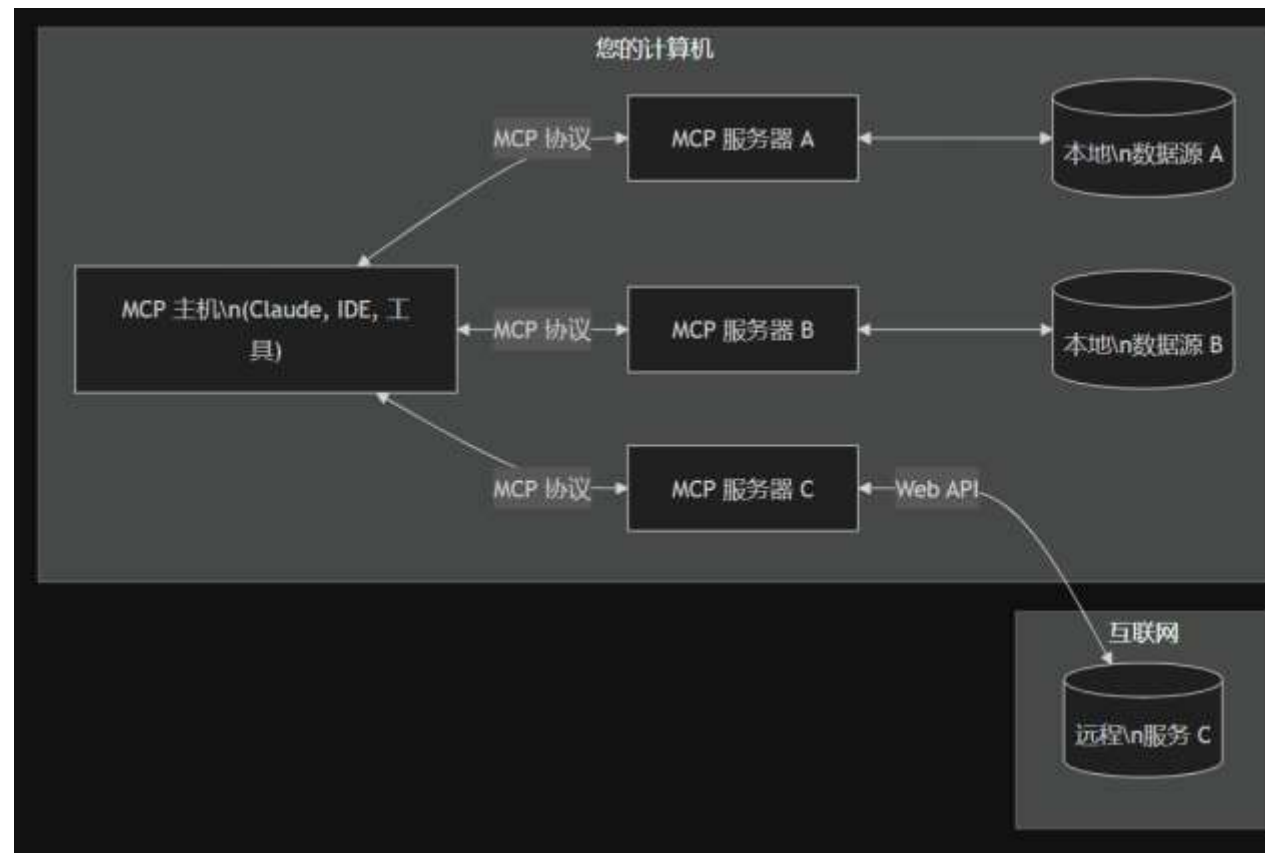 您的计算机
MCP 协议
MCP 服务器 A
本地\n数据源 A
MCP 主机\n(Claude, IDE, 工
具)
MCP 协议
MCP 服务器 B
本地\n数据源 B
MCP 协议
MCP 服务器 C
Web API
互联网
远程\n服务 C